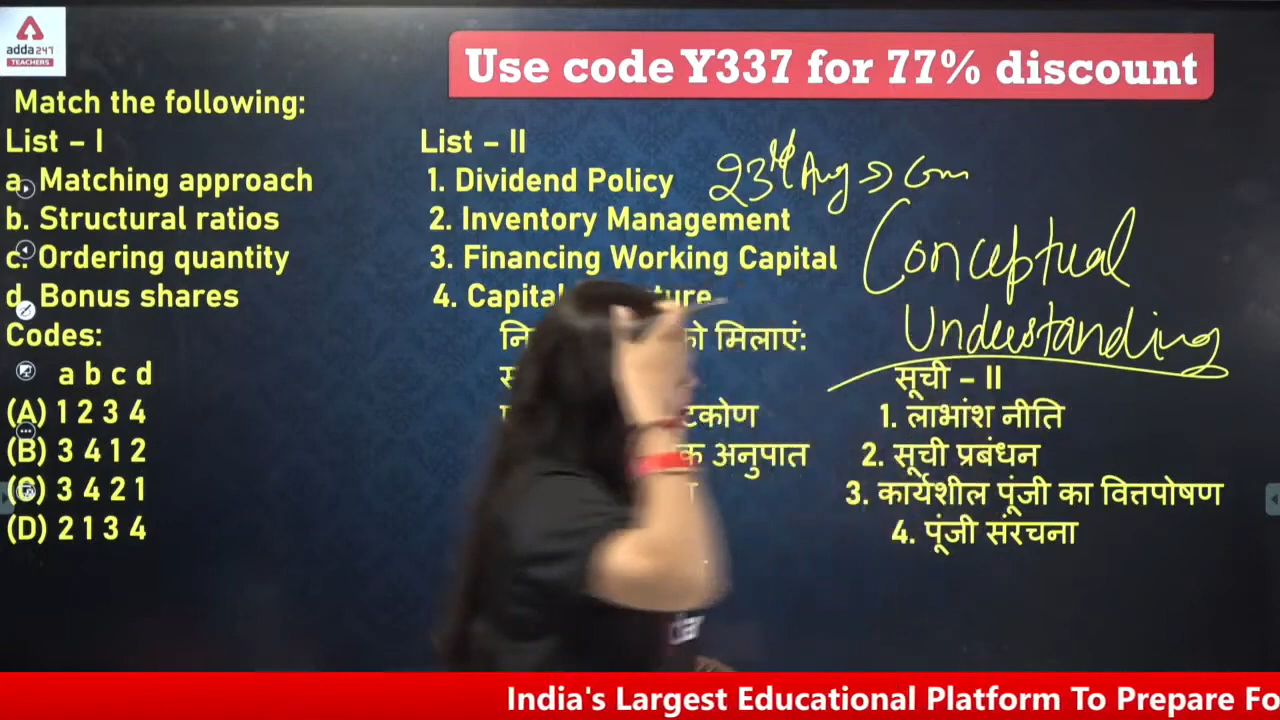 adda247
TEACHERS
Use code Y337 for 77% discount
Match the following:
List – I
List – II
a. Matching approach
1. Dividend Policy
23rd Aug
b. Structural ratios
2. Inventory Management
c. Ordering quantity
3. Financing Working Capital
d. Bonus shares
4. Capital
Conceptual
Understanding
Codes:
a b c d
(A) 1 2 3 4
(B) 3 4 1 2
(C) 3 4 2 1
(D) 2 1 3 4
मिलाएं:
सूची – II
1. लाभांश नीति
अनुपात
2. सूची प्रबंधन
3. कार्यशील पूंजी का वित्तपोषण
4. पूंजी संरचना
India's Largest Educational Platform To Prepare Fo